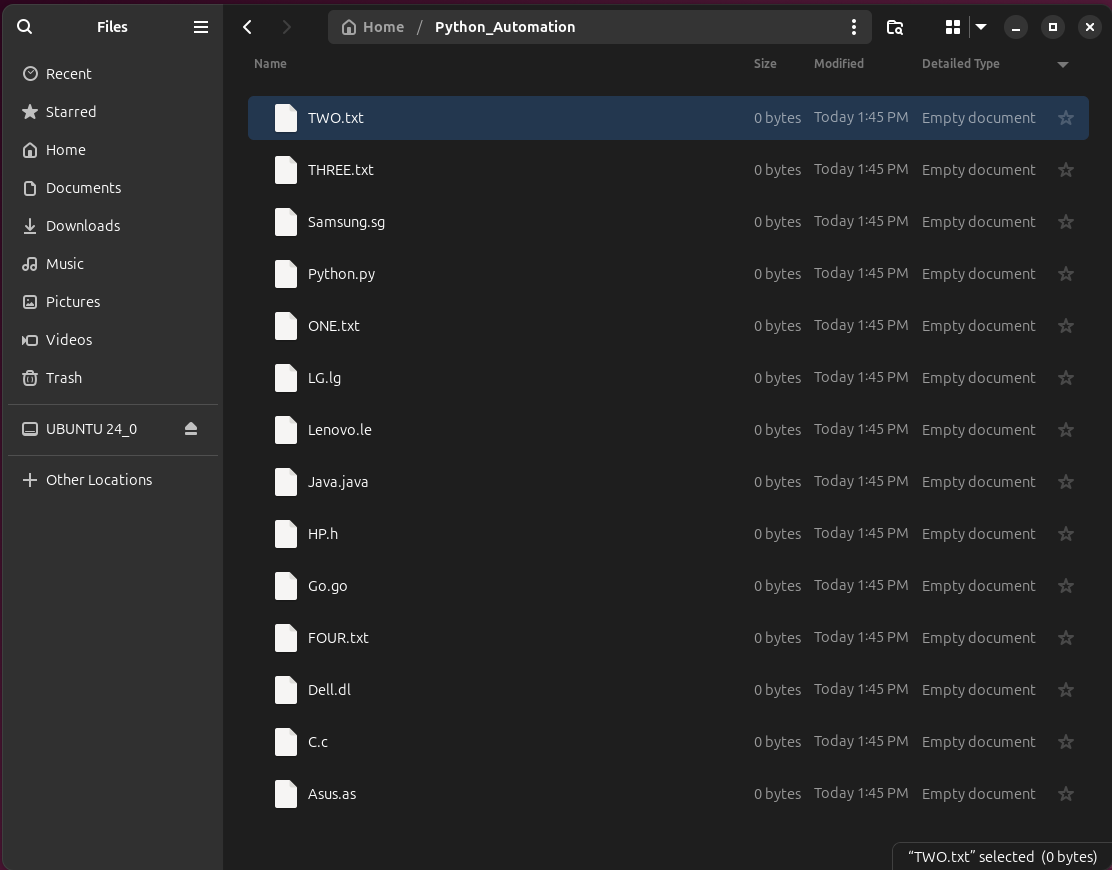 Files
Home / Python_Automation
Recent
Starred
Home
Documents
Downloads
Music
Pictures
Videos
Trash
UBUNTU 24_0
Other Locations
Name Size Modified Detailed Type
TWO.txt 0 bytes Today 1:45 PM Empty document
THREE.txt 0 bytes Today 1:45 PM Empty document
Samsung.sg 0 bytes Today 1:45 PM Empty document
Python.py 0 bytes Today 1:45 PM Empty document
ONE.txt 0 bytes Today 1:45 PM Empty document
LG.lg 0 bytes Today 1:45 PM Empty document
Lenovo.le 0 bytes Today 1:45 PM Empty document
Java.java 0 bytes Today 1:45 PM Empty document
HP.h 0 bytes Today 1:45 PM Empty document
Go.go 0 bytes Today 1:45 PM Empty document
FOUR.txt 0 bytes Today 1:45 PM Empty document
Dell.dl 0 bytes Today 1:45 PM Empty document
C.c 0 bytes Today 1:45 PM Empty document
Asus.as 0 bytes Today 1:45 PM Empty document
“TWO.txt” selected (0 bytes)